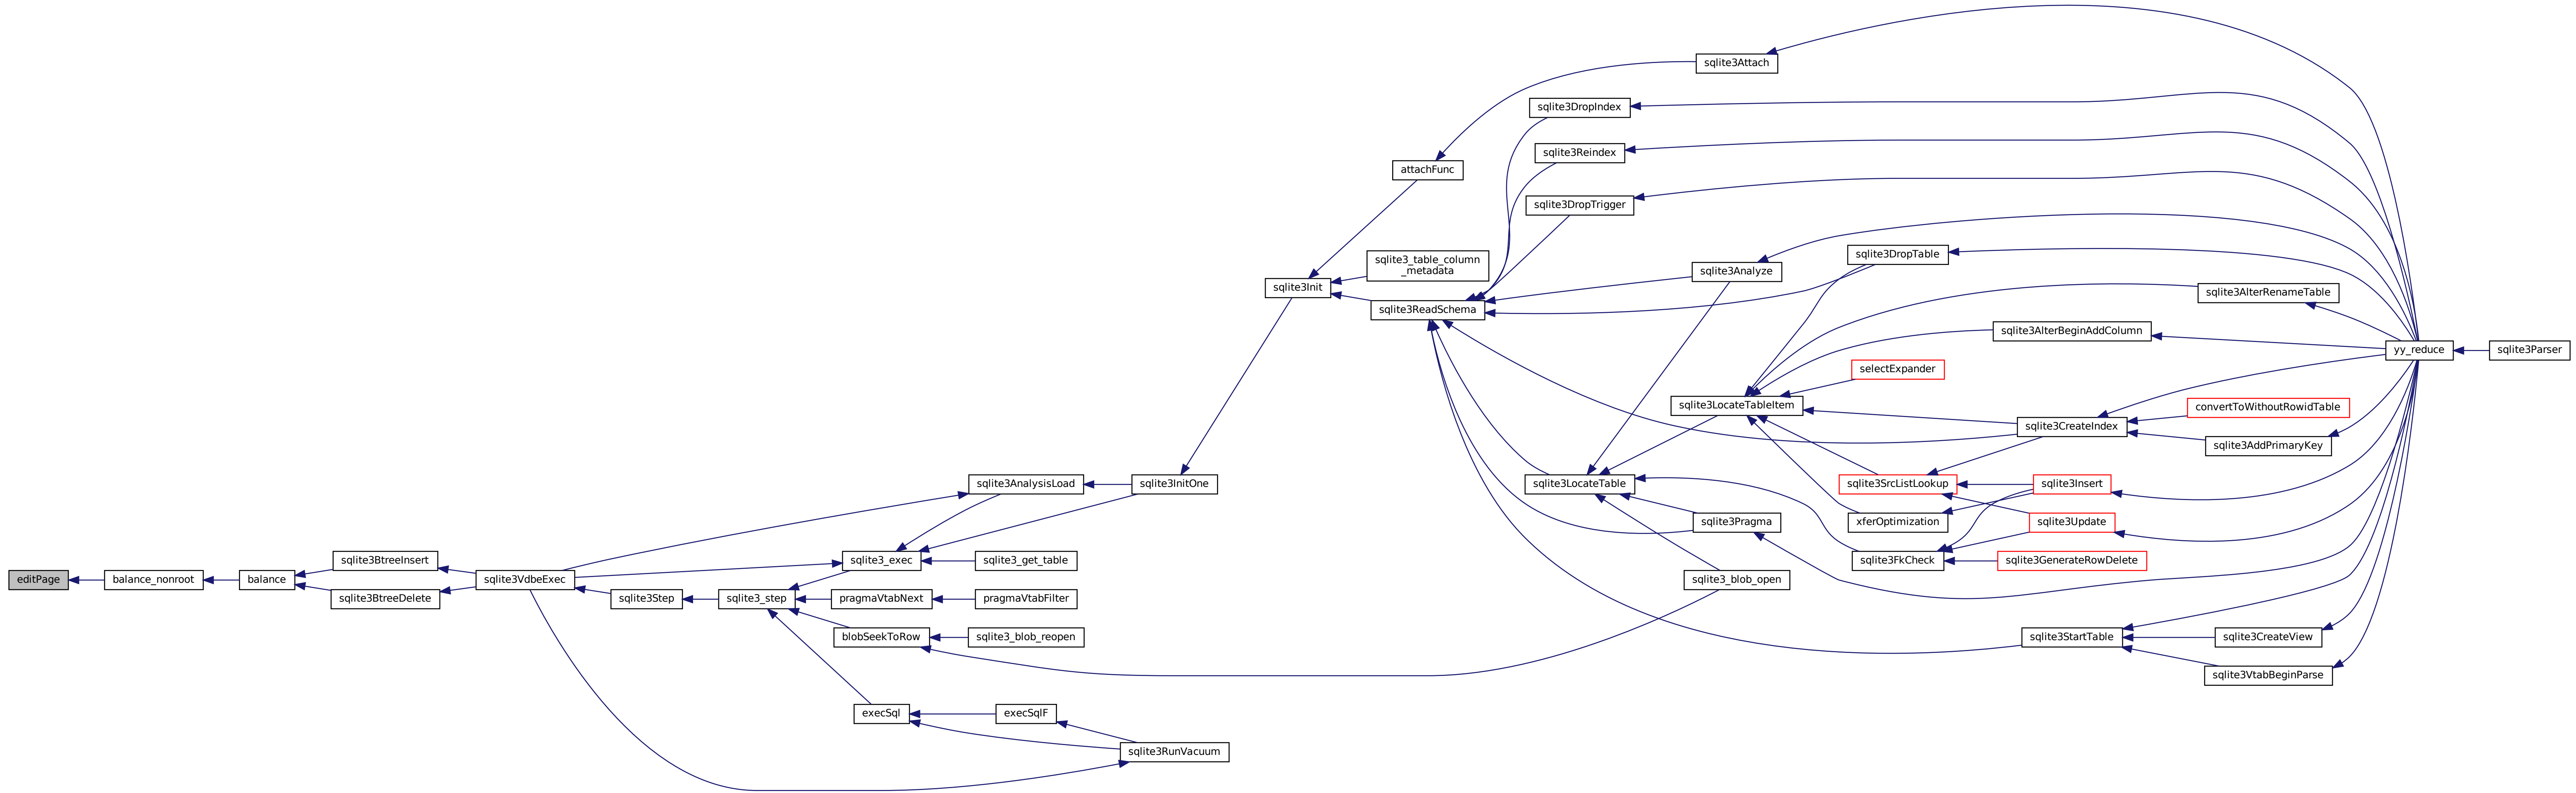 editPage
balance_nonroot
balance
sqlite3BtreeInsert
sqlite3BtreeDelete
sqlite3VdbeExec
sqlite3Step
sqlite3_step
sqlite3AnalysisLoad
sqlite3_exec
pragmaVtabNext
blobSeekToRow
execSql
sqlite3_get_table
pragmaVtabFilter
sqlite3_blob_reopen
execSqlF
sqlite3InitOne
sqlite3RunVacuum
sqlite3Init
attachFunc
sqlite3_table_column
_metadata
sqlite3ReadSchema
sqlite3DropIndex
sqlite3Reindex
sqlite3DropTrigger
sqlite3LocateTable
sqlite3Attach
sqlite3Analyze
sqlite3LocateTableItem
sqlite3Pragma
sqlite3_blob_open
sqlite3DropTable
selectExpander
sqlite3SrcListLookup
xferOptimization
sqlite3FkCheck
sqlite3AlterBeginAddColumn
sqlite3CreateIndex
sqlite3Insert
sqlite3Update
sqlite3GenerateRowDelete
sqlite3StartTable
sqlite3AlterRenameTable
convertToWithoutRowidTable
sqlite3AddPrimaryKey
sqlite3CreateView
sqlite3VtabBeginParse
yy_reduce
sqlite3Parser